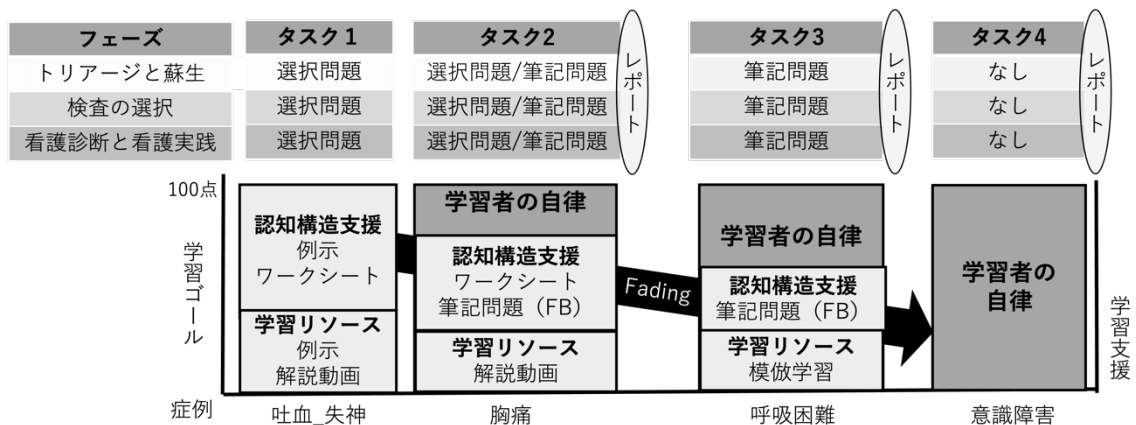 フェーズ タスク1 タスク2 タスク3 タスク4
トリアージと蘇生 選択問題 選択問題/筆記問題 筆記問題 なし
検査の選択 選択問題 選択問題/筆記問題 筆記問題 なし
看護診断と看護実践 選択問題 選択問題/筆記問題 筆記問題 なし
レポート
レポート
レポート
100点
学習ゴール
認知構造支援
例示
ワークシート
学習リソース
例示
解説動画
学習者の自律
認知構造支援
ワークシート
筆記問題（FB）
学習リソース
解説動画
Fading
学習者の自律
認知構造支援
筆記問題（FB）
学習リソース
模倣学習
学習者の
自律
学習支援
症例 吐血_失神 胸痛 呼吸困難 意識障害